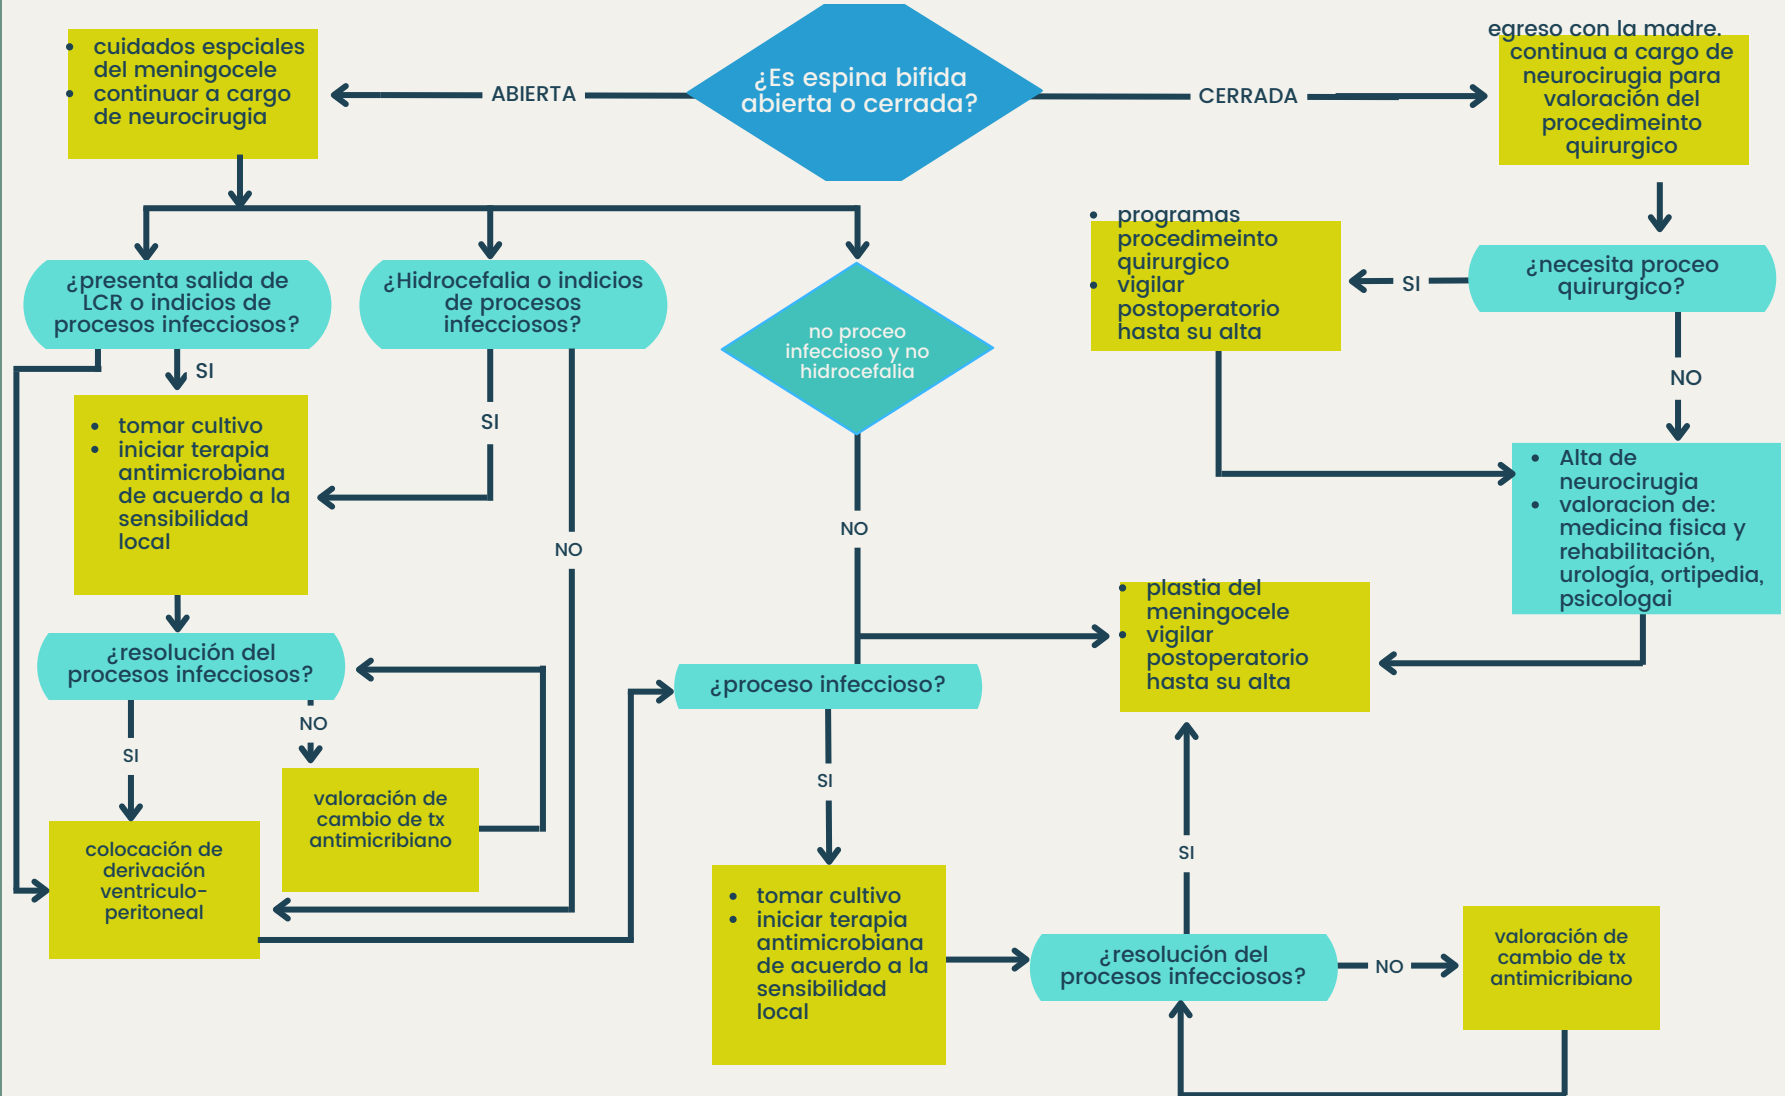 ¿Es espina bifida
abierta o cerrada?
ABIERTA
CERRADA
• cuidados espciales
del meningocele
• continuar a cargo
de neurocirugia
egreso con la madre.
continua a cargo de
neurocirugia para
valoración del
procedimeinto
quirurgico
¿presenta salida de
LCR o indicios de
procesos infecciosos?
¿Hidrocefalia o indicios
de procesos
infecciosos?
no proceo
infeccioso y no
hidrocefalia
• programas
procedimeinto
quirurgico
• vigilar
postoperatorio
hasta su alta
SI
¿necesita proceo
quirurgico?
SI
SI
NO
• tomar cultivo
• iniciar terapia
antimicrobiana
de acuerdo a la
sensibilidad
local
NO
NO
• Alta de
neurocirugia
• valoracion de:
medicina fisica y
rehabilitación,
urología, ortipedia,
psicologai
• plastia del
meningocele
• vigilar
postoperatorio
hasta su alta
¿resolución del
procesos infecciosos?
¿proceso infeccioso?
SI
NO
SI
valoración de
cambio de tx
antimicribiano
colocación de
derivación
ventriculo-
peritoneal
SI
• tomar cultivo
• iniciar terapia
antimicrobiana
de acuerdo a la
sensibilidad
local
¿resolución del
procesos infecciosos?
NO
valoración de
cambio de tx
antimicribiano